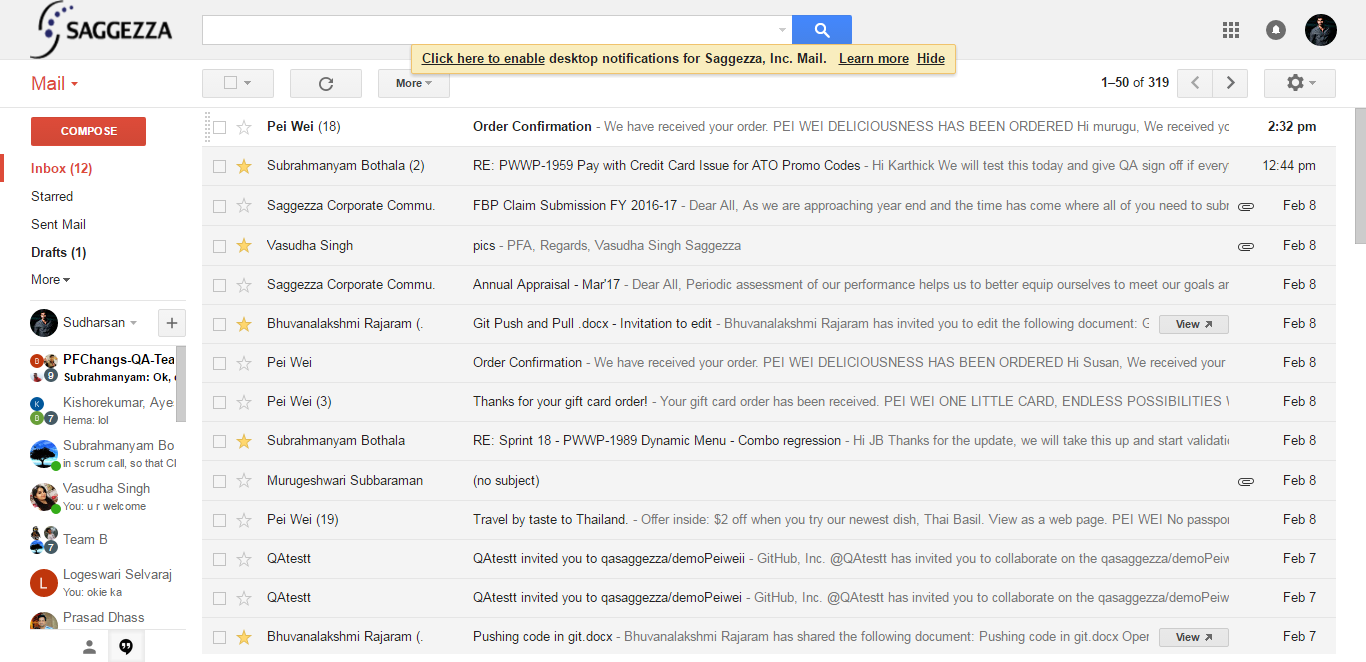 SAGGEZZA
Click here to enable desktop notifications for Saggezza, Inc. Mail. Learn more Hide
Mail
More
1–50 of 319
COMPOSE
Inbox (12)
Starred
Sent Mail
Drafts (1)
More
Sudharsan
PFChangs-QA-Tea
Subrahmanyam: Ok,
9
Kishorekumar, Aye
Hema: lol
K
7
Subrahmanyam Bo
in scrum call, so that Cl
Vasudha Singh
You: u r welcome
Team B
7
Logeswari Selvaraj
You: okie ka
L
Prasad Dhass
Pei Wei (18) Order Confirmation - We have received your order. PEI WEI DELICIOUSNESS HAS BEEN ORDERED Hi murugu, We received yo 2:32 pm
Subrahmanyam Bothala (2) RE: PWWP-1959 Pay with Credit Card Issue for ATO Promo Codes - Hi Karthick We will test this today and give QA sign off if every 12:44 pm
Saggezza Corporate Commu. FBP Claim Submission FY 2016-17 - Dear All, As we are approaching year end and the time has come where all of you need to subr Feb 8
Vasudha Singh pics - PFA, Regards, Vasudha Singh Saggezza Feb 8
Saggezza Corporate Commu. Annual Appraisal - Mar'17 - Dear All, Periodic assessment of our performance helps us to better equip ourselves to meet our goals ar Feb 8
Bhuvanalakshmi Rajaram (. Git Push and Pull .docx - Invitation to edit - Bhuvanalakshmi Rajaram has invited you to edit the following document: G View Feb 8
Pei Wei Order Confirmation - We have received your order. PEI WEI DELICIOUSNESS HAS BEEN ORDERED Hi Susan, We received your Feb 8
Pei Wei (3) Thanks for your gift card order! - Your gift card order has been received. PEI WEI ONE LITTLE CARD, ENDLESS POSSIBILITIES Feb 8
Subrahmanyam Bothala RE: Sprint 18 - PWWP-1989 Dynamic Menu - Combo regression - Hi JB Thanks for the update, we will take this up and start validatio Feb 8
Murugeshwari Subbaraman (no subject) Feb 8
Pei Wei (19) Travel by taste to Thailand. - Offer inside: $2 off when you try our newest dish, Thai Basil. View as a web page. PEI WEI No passpor Feb 8
QAtestt QAtestt invited you to qasaggezza/demoPeiweii - GitHub, Inc. @QAtestt has invited you to collaborate on the qasaggezza/demoPeiw Feb 7
QAtestt QAtestt invited you to qasaggezza/demoPeiwei - GitHub, Inc. @QAtestt has invited you to collaborate on the qasaggezza/demoPeiw Feb 7
Bhuvanalakshmi Rajaram (. Pushing code in git.docx - Bhuvanalakshmi Rajaram has shared the following document: Pushing code in git.docx Open View Feb 7